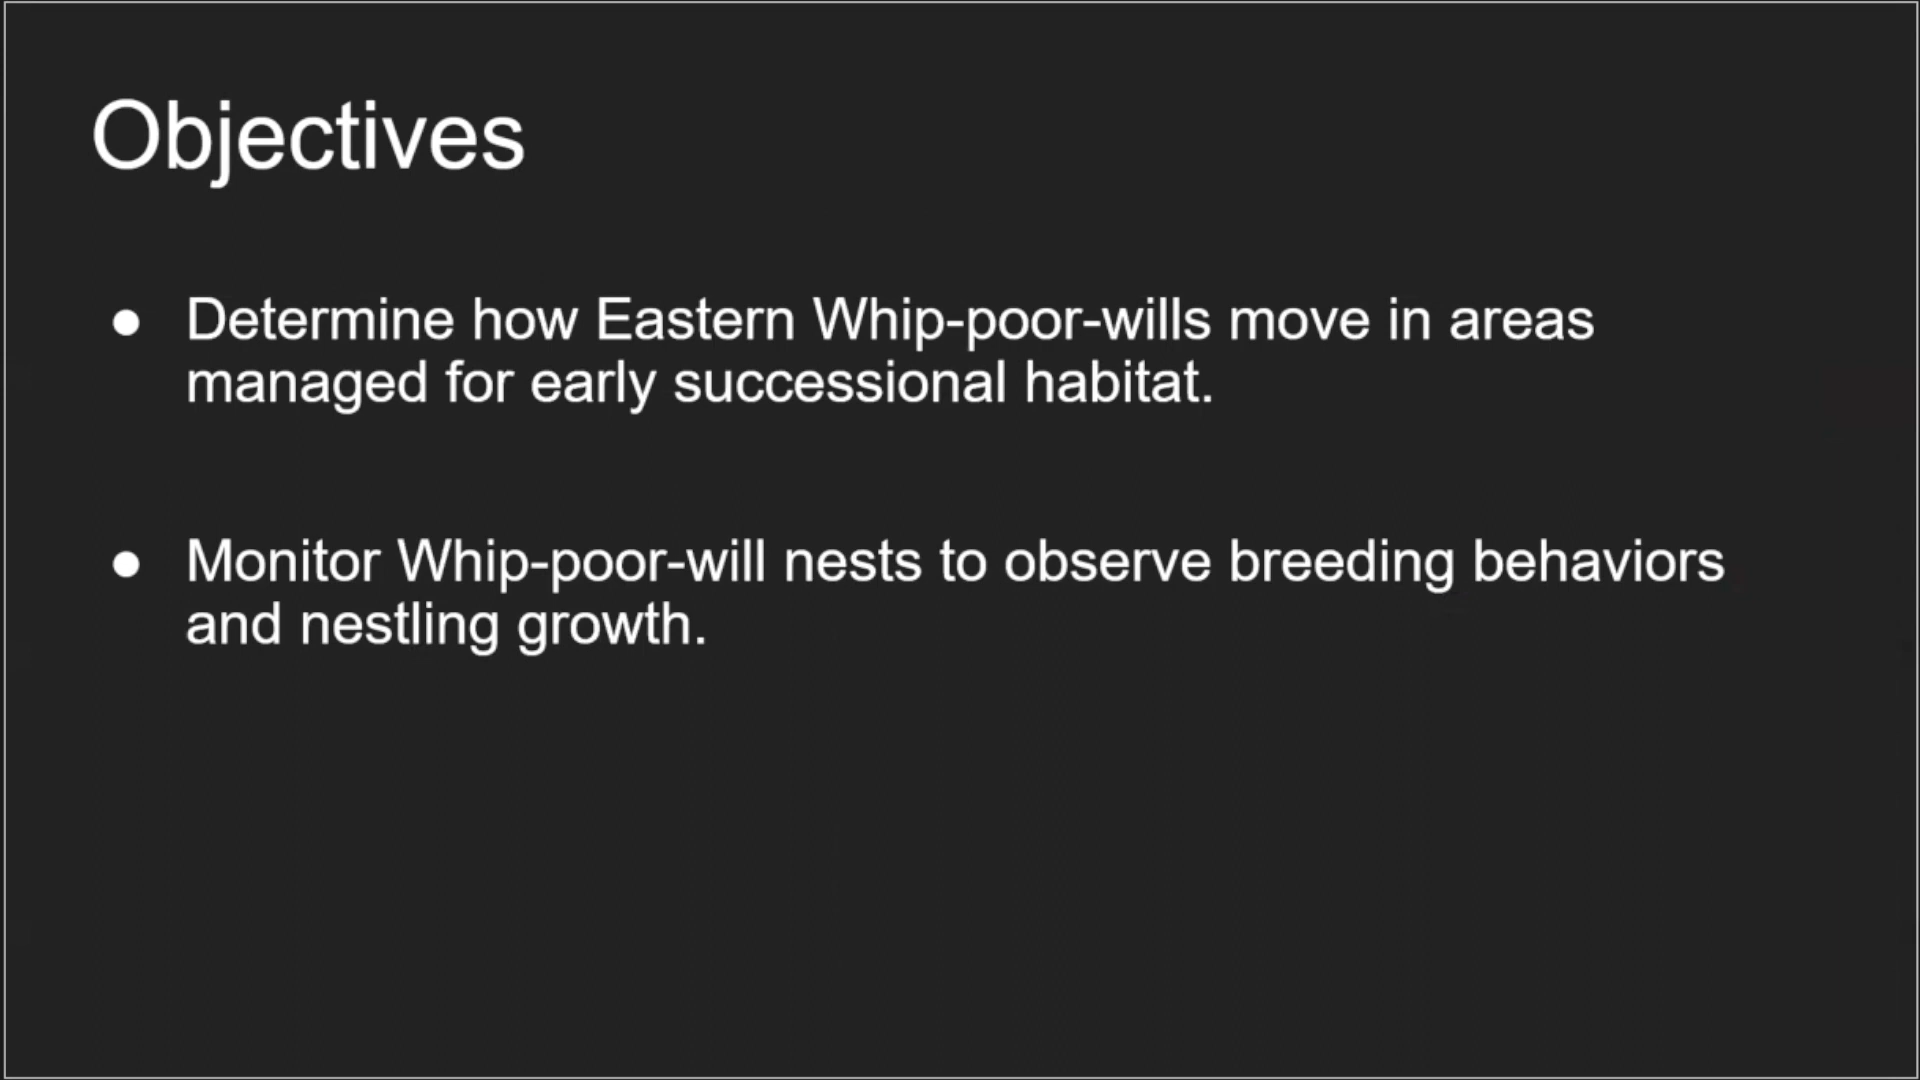 Objectives
● Determine how Eastern Whip-poor-wills move in areas
managed for early successional habitat.
● Monitor Whip-poor-will nests to observe breeding behaviors
and nestling growth.